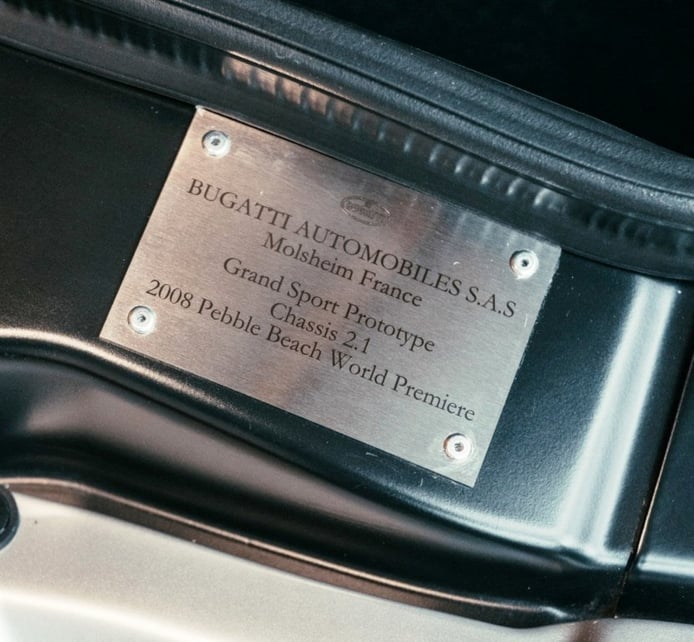 BUGATTI AUTOMOBILES S.A.S
Molsheim France
Grand Sport Prototype
Chassis 2.1
2008 Pebble Beach World Premiere